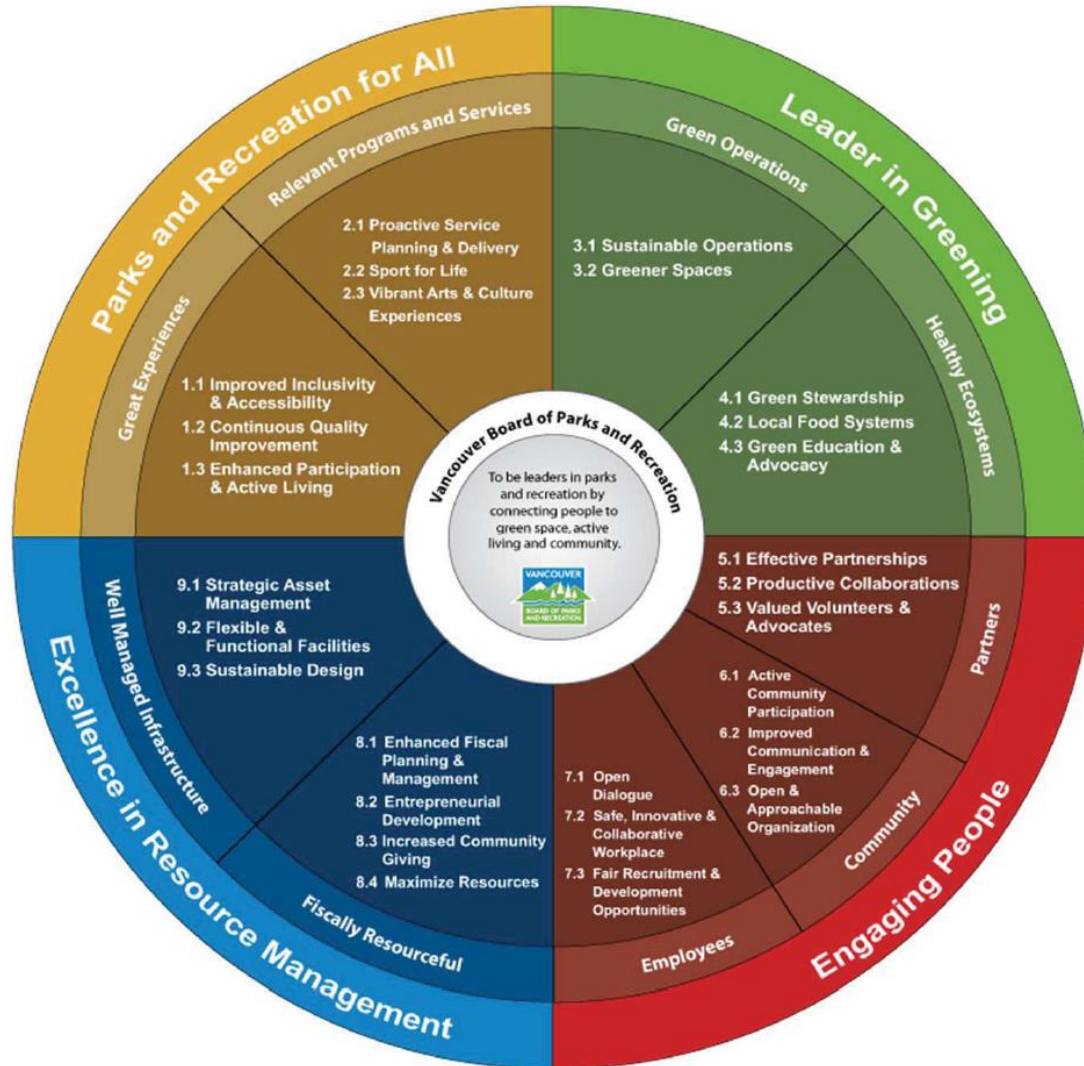 Parks and Recreation for All
Great Experiences
1.1 Improved Inclusivity
& Accessibility
1.2 Continuous Quality
Improvement
1.3 Enhanced Participation
& Active Living
Relevant Programs and Services
2.1 Proactive Service
Planning & Delivery
2.2 Sport for Life
2.3 Vibrant Arts & Culture
Experiences
Leader in Greening
Green Operations
3.1 Sustainable Operations
3.2 Greener Spaces
Healthy Ecosystems
4.1 Green Stewardship
4.2 Local Food Systems
4.3 Green Education &
Advocacy
Vancouver Board of Parks and Recreation
To be leaders in parks
and recreation by
connecting people to
green space, active
living and community.
VANCOUVER
BOARD OF PARKS
AND RECREATION
Engaging People
Partners
5.1 Effective Partnerships
5.2 Productive Collaborations
5.3 Valued Volunteers &
Advocates
Community
6.1 Active
Community
Participation
6.2 Improved
Communication &
Engagement
6.3 Open &
Approachable
Organization
Employees
7.1 Open
Dialogue
7.2 Safe, Innovative &
Collaborative
Workplace
7.3 Fair Recruitment &
Development
Opportunities
Excellence in Resource Management
Fiscally Resourceful
8.1 Enhanced Fiscal
Planning &
Management
8.2 Entrepreneurial
Development
8.3 Increased Community
Giving
8.4 Maximize Resources
Well Managed Infrastructure
9.1 Strategic Asset
Management
9.2 Flexible &
Functional Facilities
9.3 Sustainable Design